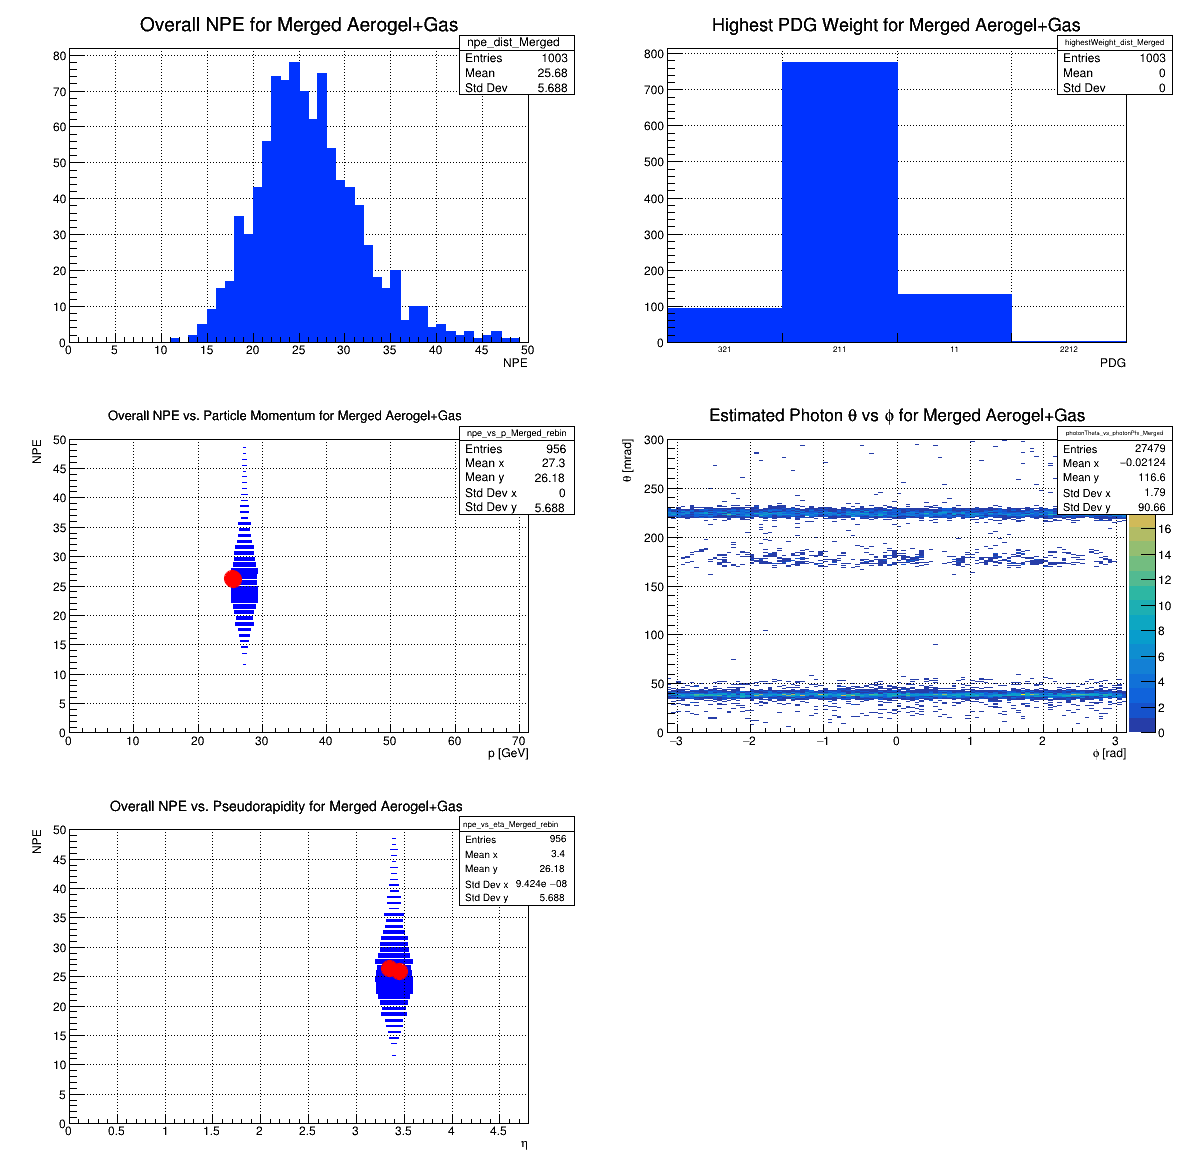 Overall NPE for Merged Aerogel+Gas
npe_dist_Merged
Entries 1003
Mean 25.68
Std Dev 5.688
80
70
60
50
40
30
20
10
0
0 5 10 15 20 25 30 35 40 45 50
NPE
Highest PDG Weight for Merged Aerogel+Gas
highestWeight_dist_Merged
Entries 1003
Mean 0
Std Dev 0
800
700
600
500
400
300
200
100
0
321 211 11 2212
PDG
Overall NPE vs. Particle Momentum for Merged Aerogel+Gas
npe_vs_p_Merged_rebin
Entries 956
Mean x 27.3
Mean y 26.18
Std Dev x 0
Std Dev y 5.688
NPE
50
45
40
35
30
25
20
15
10
5
0
0 10 20 30 40 50 60 70
p [GeV]
Estimated Photon θ vs ϕ for Merged Aerogel+Gas
photonTheta_vs_photonPhi_Merged
Entries 27479
Mean x −0.02124
Mean y 116.6
Std Dev x 1.79
Std Dev y 90.66
θ [mrad]
300
250
200
150
100
50
0
−3 −2 −1 0 1 2 3
ϕ [rad]
16
14
12
10
8
6
4
2
0
Overall NPE vs. Pseudorapidity for Merged Aerogel+Gas
npe_vs_eta_Merged_rebin
Entries 956
Mean x 3.4
Mean y 26.18
Std Dev x 9.424e −08
Std Dev y 5.688
NPE
50
45
40
35
30
25
20
15
10
5
0
0 0.5 1 1.5 2 2.5 3 3.5 4 4.5
η